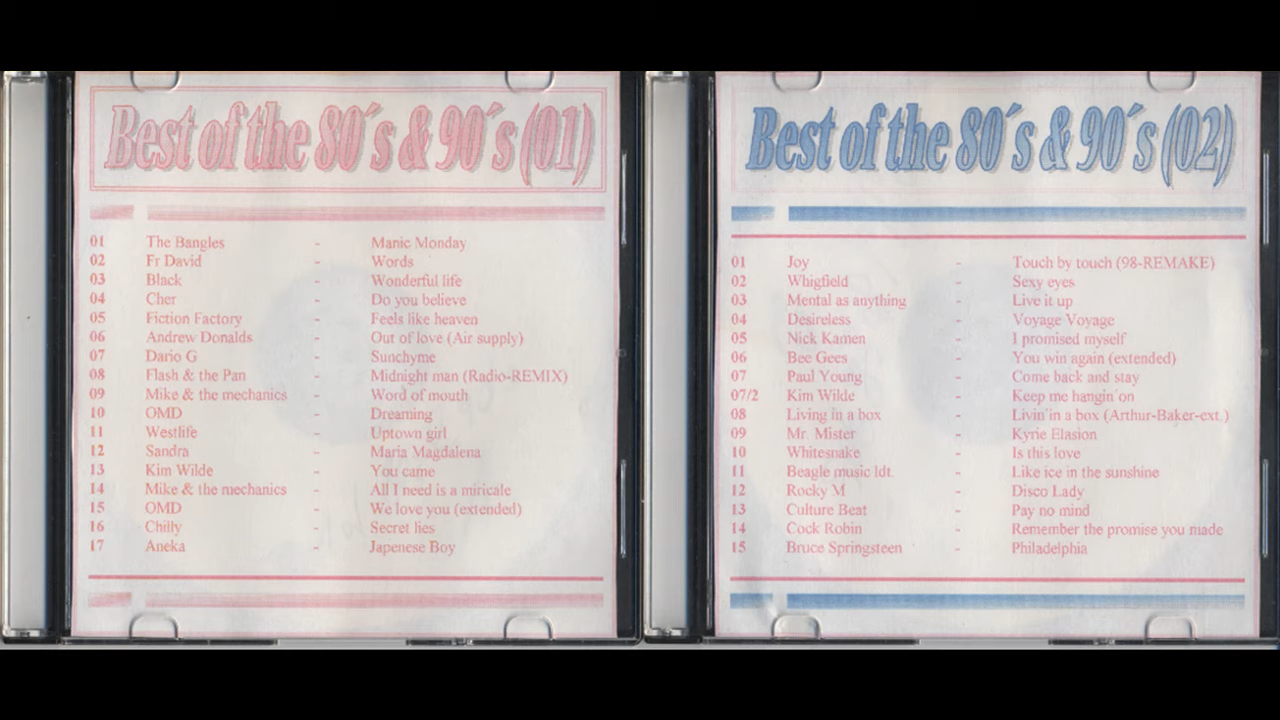 Best of the 80´s & 90´s (01)
01 The Bangles - Manic Monday
02 Fr David - Words
03 Black - Wonderful life
04 Cher - Do you believe
05 Fiction Factory - Feels like heaven
06 Andrew Donalds - Out of love (Air supply)
07 Dario G - Sunchyme
08 Flash & the Pan - Midnight man (Radio-REMIX)
09 Mike & the mechanics - Word of mouth
10 OMD - Dreaming
11 Westlife - Uptown girl
12 Sandra - Maria Magdalena
13 Kim Wilde - You came
14 Mike & the mechanics - All I need is a miricale
15 OMD - We love you (extended)
16 Chilly - Secret lies
17 Aneka - Japenese Boy
Best of the 80´s & 90´s (02)
01 Joy - Touch by touch (98-REMAKE)
02 Whigfield - Sexy eyes
03 Mental as anything - Live it up
04 Desireless - Voyage Voyage
05 Nick Kamen - I promised myself
06 Bee Gees - You win again (extended)
07 Paul Young - Come back and stay
07/2 Kim Wilde - Keep me hangin´on
08 Living in a box - Livin´in a box (Arthur-Baker-ext.)
09 Mr. Mister - Kyrie Elasion
10 Whitesnake - Is this love
11 Beagle music ldt. - Like ice in the sunshine
12 Rocky M - Disco Lady
13 Culture Beat - Pay no mind
14 Cock Robin - Remember the promise you made
15 Bruce Springsteen - Philadelphia